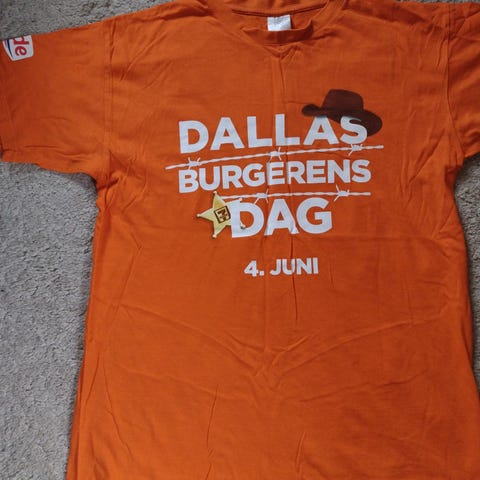 DALLAS
BURGERENS
DAG
4. JUNI